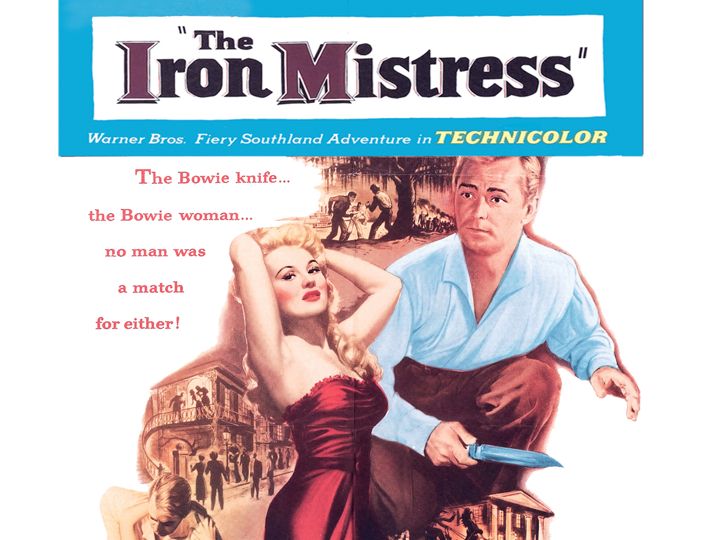 "The
Iron Mistress"
Warner Bros. Fiery Southland Adventure in TECHNICOLOR
The Bowie knife...
the Bowie woman...
no man was
a match
for either!